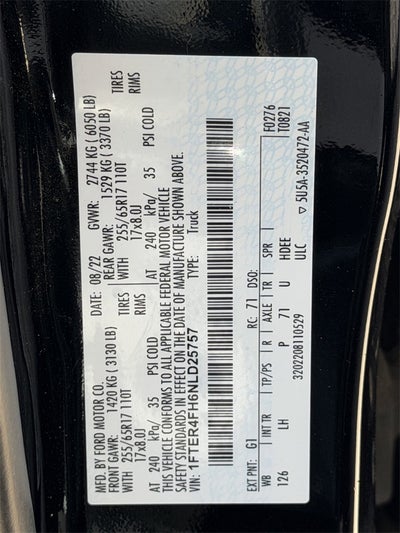 MFD. BY FORD MOTOR CO. DATE: 08/22 GVWR: 2744 KG ( 6050 LB)
FRONT GAWR: 1420 KG ( 3130 LB) REAR GAWR: 1529 KG ( 3370 LB)
WITH 255/65R17 110T TIRES WITH 255/65R17 110T TIRES
17x8.0J RIMS 17x8.0J RIMS
AT 240 kPa/ 35 PSI COLD AT 240 kPa/ 35 PSI COLD
THIS VEHICLE CONFORMS TO ALL APPLICABLE FEDERAL MOTOR VEHICLE
SAFETY STANDARDS IN EFFECT ON THE DATE OF MANUFACTURE SHOWN ABOVE.
VIN: 1FTER4FH6NLD25757 TYPE: Truck
F0276
T0B21
EXT PNT: G1 RC: 71 DSO:
WB INT TR TP/PS R AXLE TR SPR
126 LH P 71 U HDEE
ULC ▽ 5U5A-3520472-AA
3202208110529